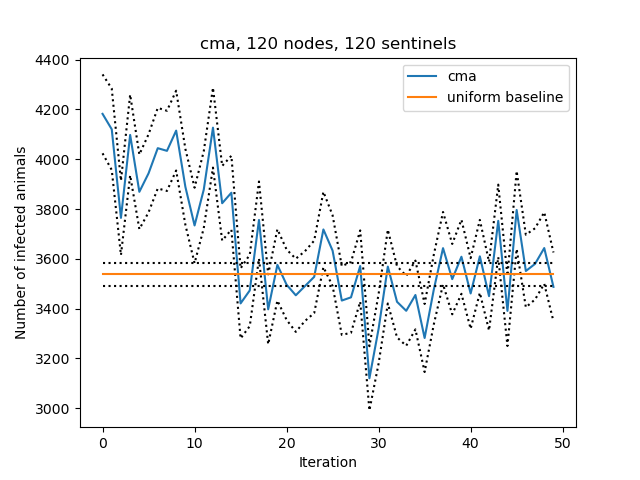 cma, 120 nodes, 120 sentinels
cma
uniform baseline
4400
4200
4000
3800
3600
3400
3200
3000
Number of infected animals
0 10 20 30 40 50
Iteration